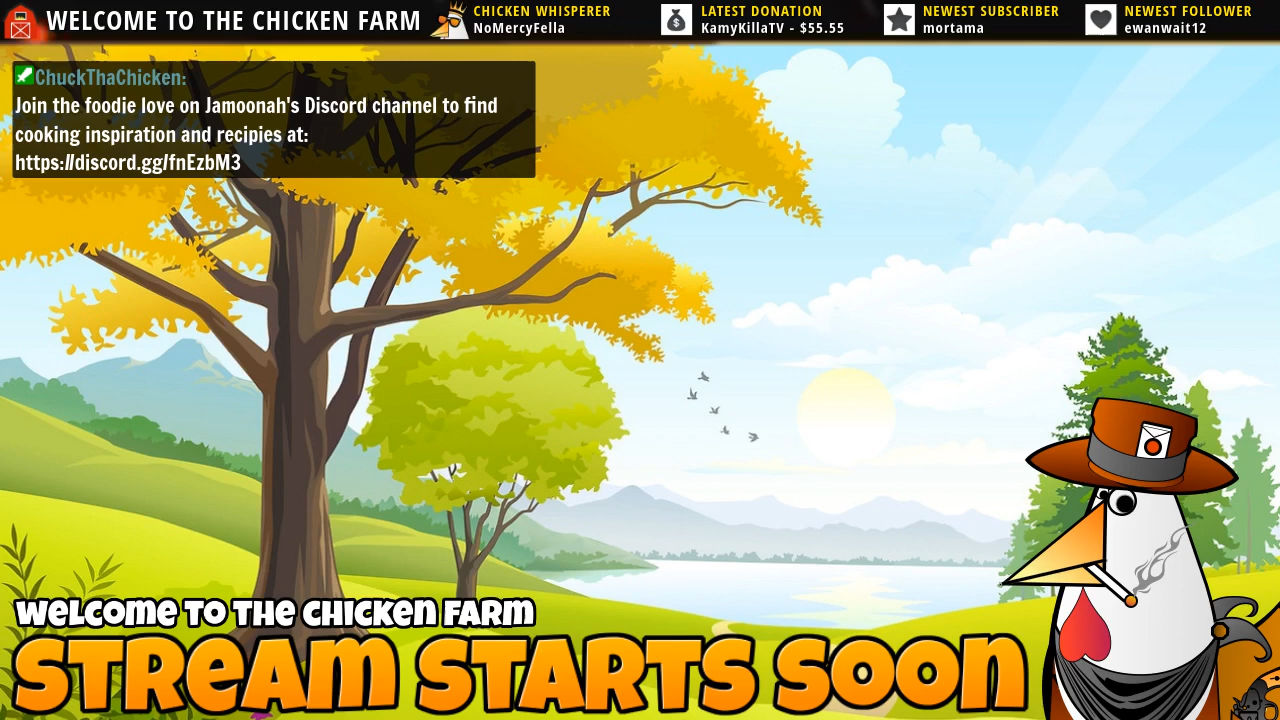 WELCOME TO THE CHICKEN FARM
CHICKEN WHISPERER
NoMercyFella
LATEST DONATION
KamyKillaTV - $55.55
NEWEST SUBSCRIBER
mortama
NEWEST FOLLOWER
ewanwait12
ChuckThaChicken:
Join the foodie love on Jamoonah's Discord channel to find
cooking inspiration and recipies at:
https://discord.gg/fnEzbM3
WELCOME TO THE CHICKEN FARM
STREAM STARTS SOON